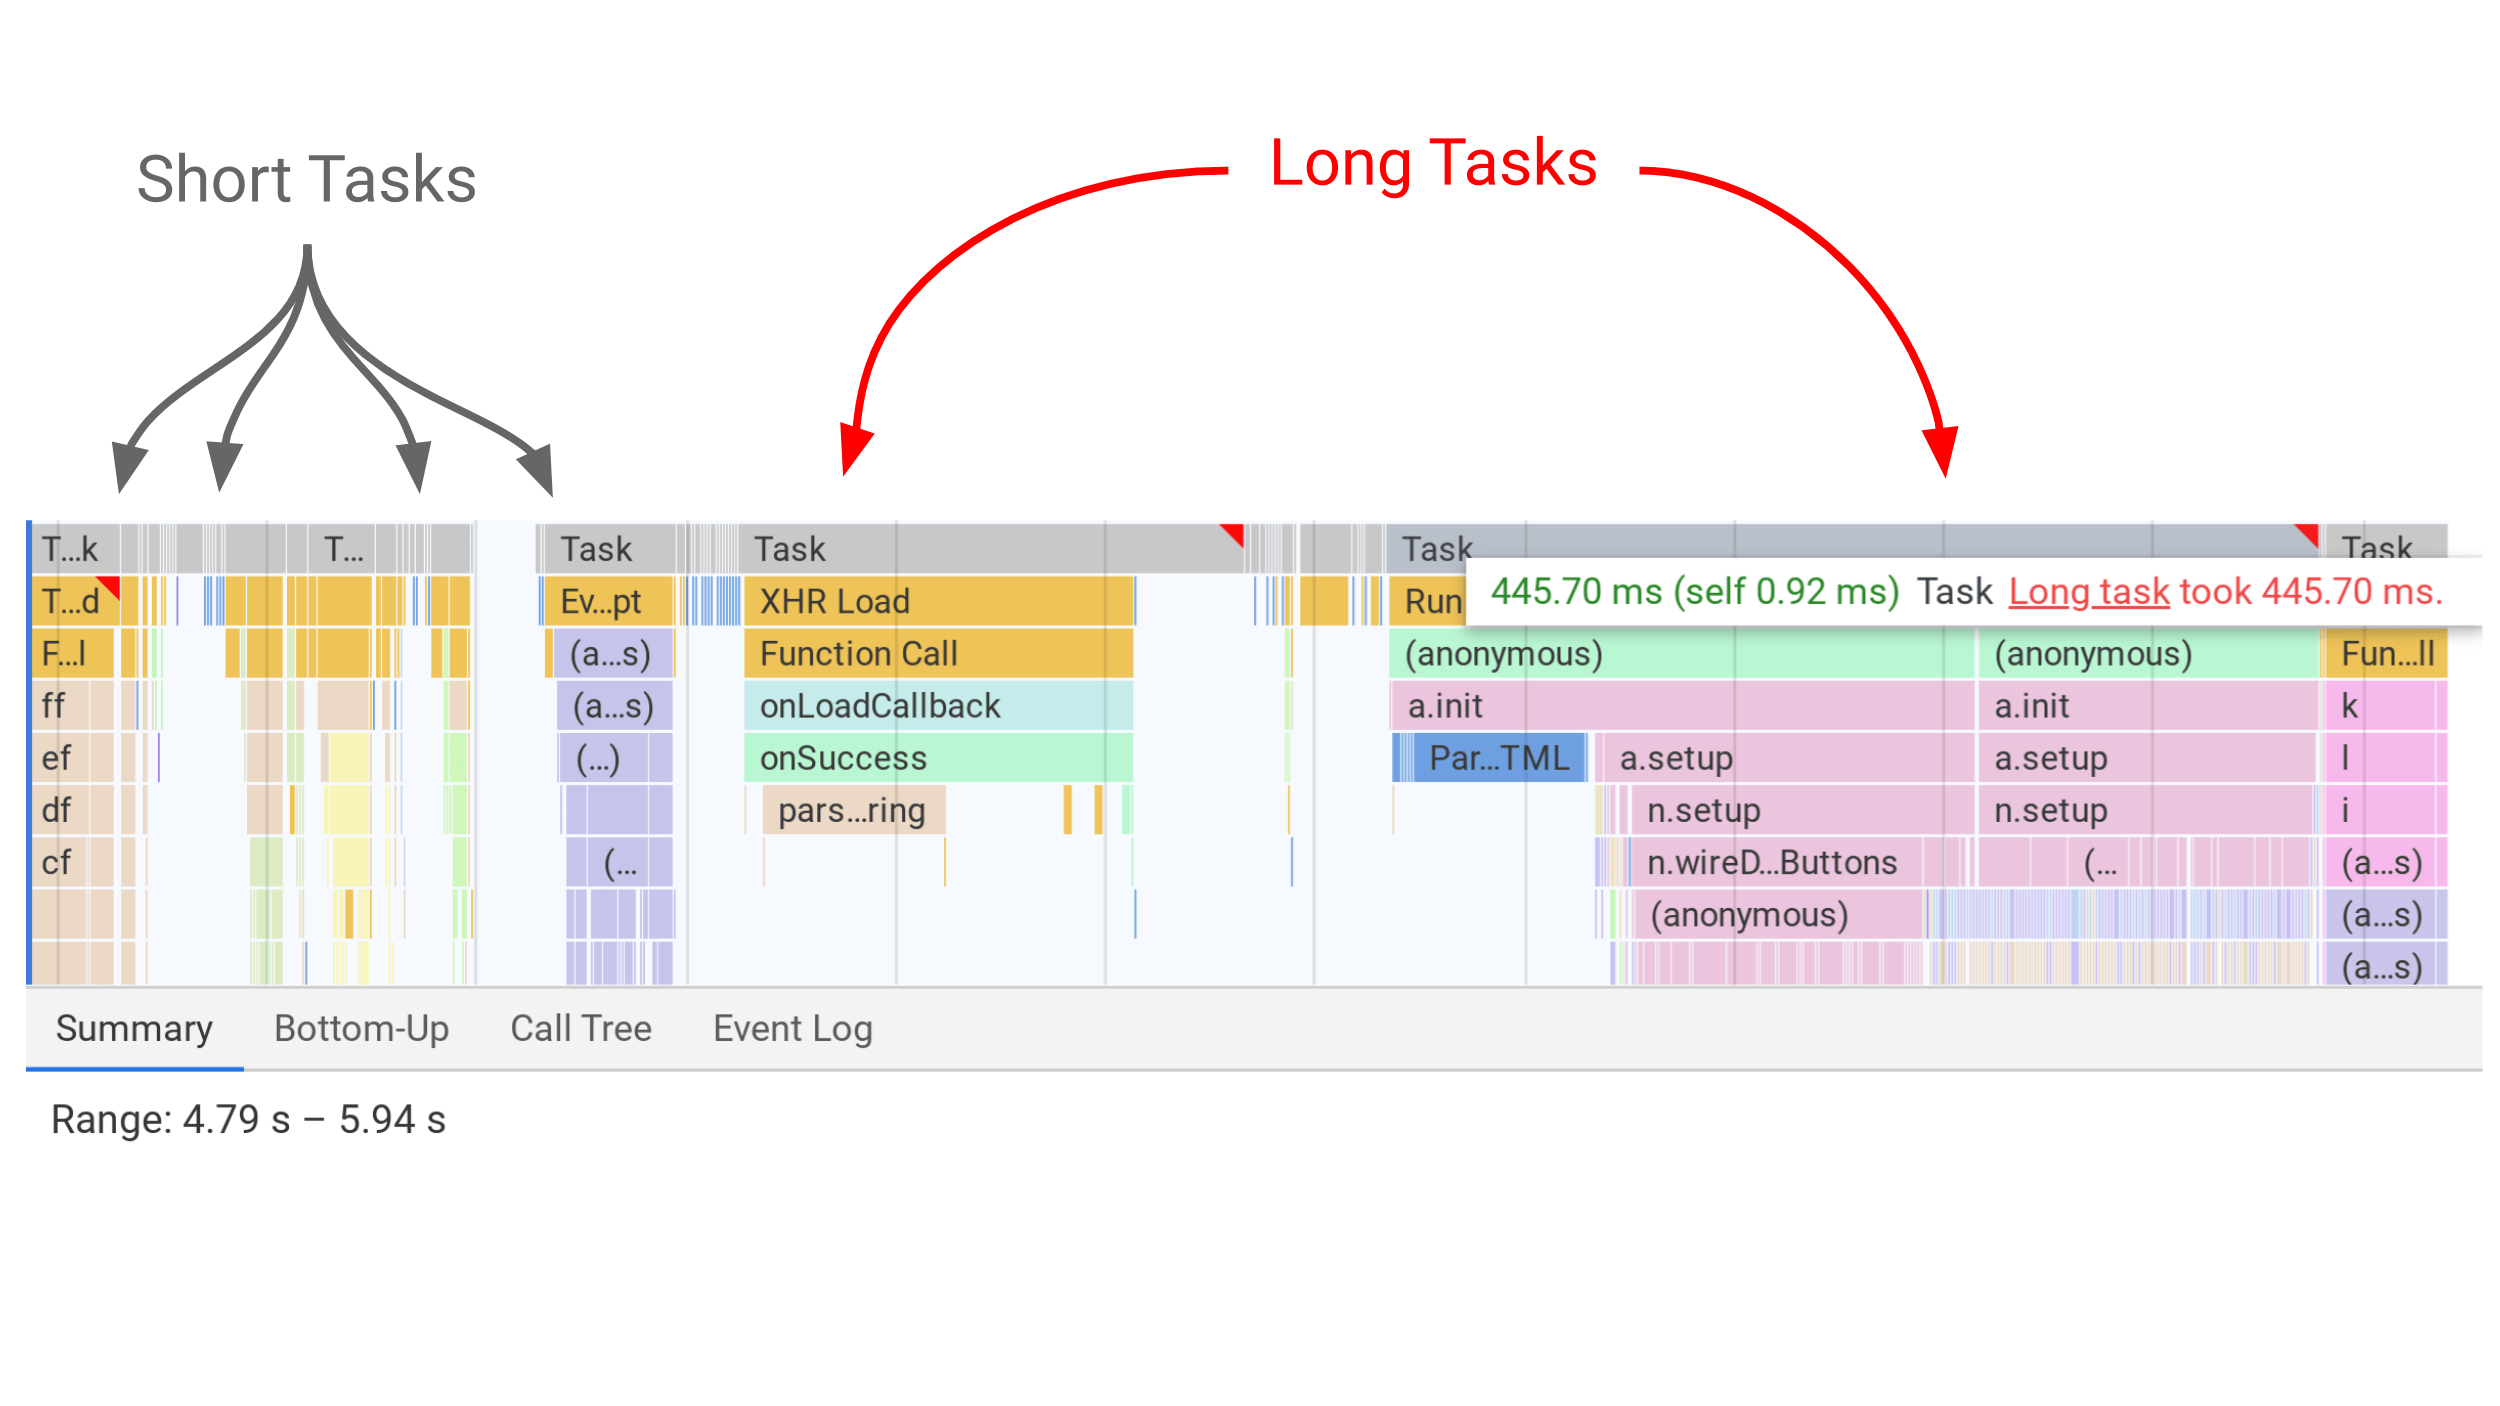 Short Tasks
Long Tasks
T...k T... Task Task Task Task
T...d Ev...pt XHR Load Run
445.70 ms (self 0.92 ms) Task Long task took 445.70 ms.
F...l (a...s) Function Call (anonymous) (anonymous) Fun...ll
ff (a...s) onLoadCallback a.init a.init k
ef (...) onSuccess Par...TML a.setup a.setup l
df pars...ring n.setup n.setup i
cf (... n.wireD...Buttons (... (a...s)
(anonymous) (a...s)
(a...s)
Summary Bottom-Up Call Tree Event Log
Range: 4.79 s – 5.94 s